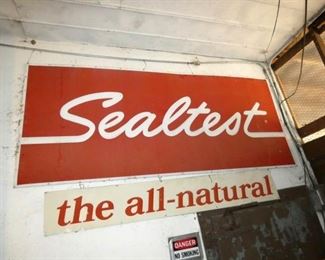 Sealtest
the all-natural
DANGER
NO SMOKING